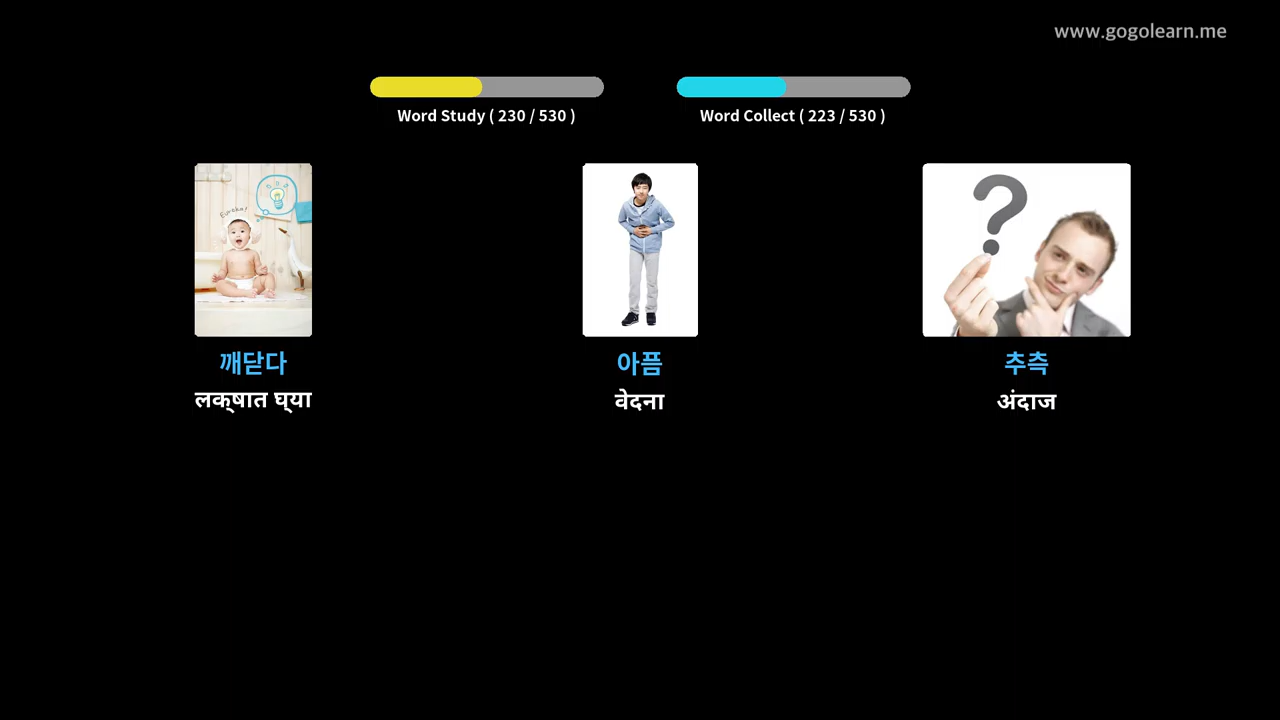 www.gogolearn.me
Word Study ( 230 / 530 )
Word Collect ( 223 / 530 )
Eureka!
깨닫다
아픔
추측
लक्षात घ्या
वेदना
अंदाज